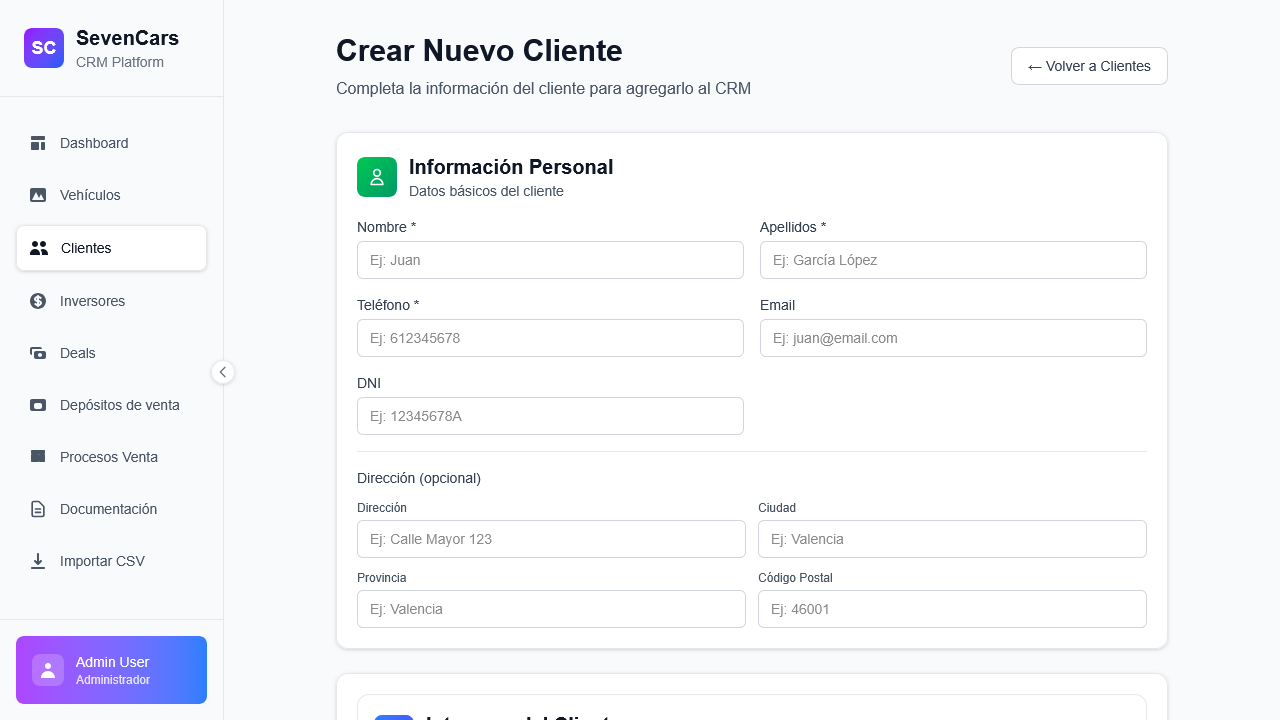 SC
SevenCars
CRM Platform
Dashboard
Vehículos
Clientes
Inversores
Deals
Depósitos de venta
Procesos Venta
Documentación
Importar CSV
Admin User
Administrador
Crear Nuevo Cliente
Completa la información del cliente para agregarlo al CRM
← Volver a Clientes
Información Personal
Datos básicos del cliente
Nombre *
Ej: Juan
Apellidos *
Ej: García López
Teléfono *
Ej: 612345678
Email
Ej: juan@email.com
DNI
Ej: 12345678A
Dirección (opcional)
Dirección
Ej: Calle Mayor 123
Ciudad
Ej: Valencia
Provincia
Ej: Valencia
Código Postal
Ej: 46001